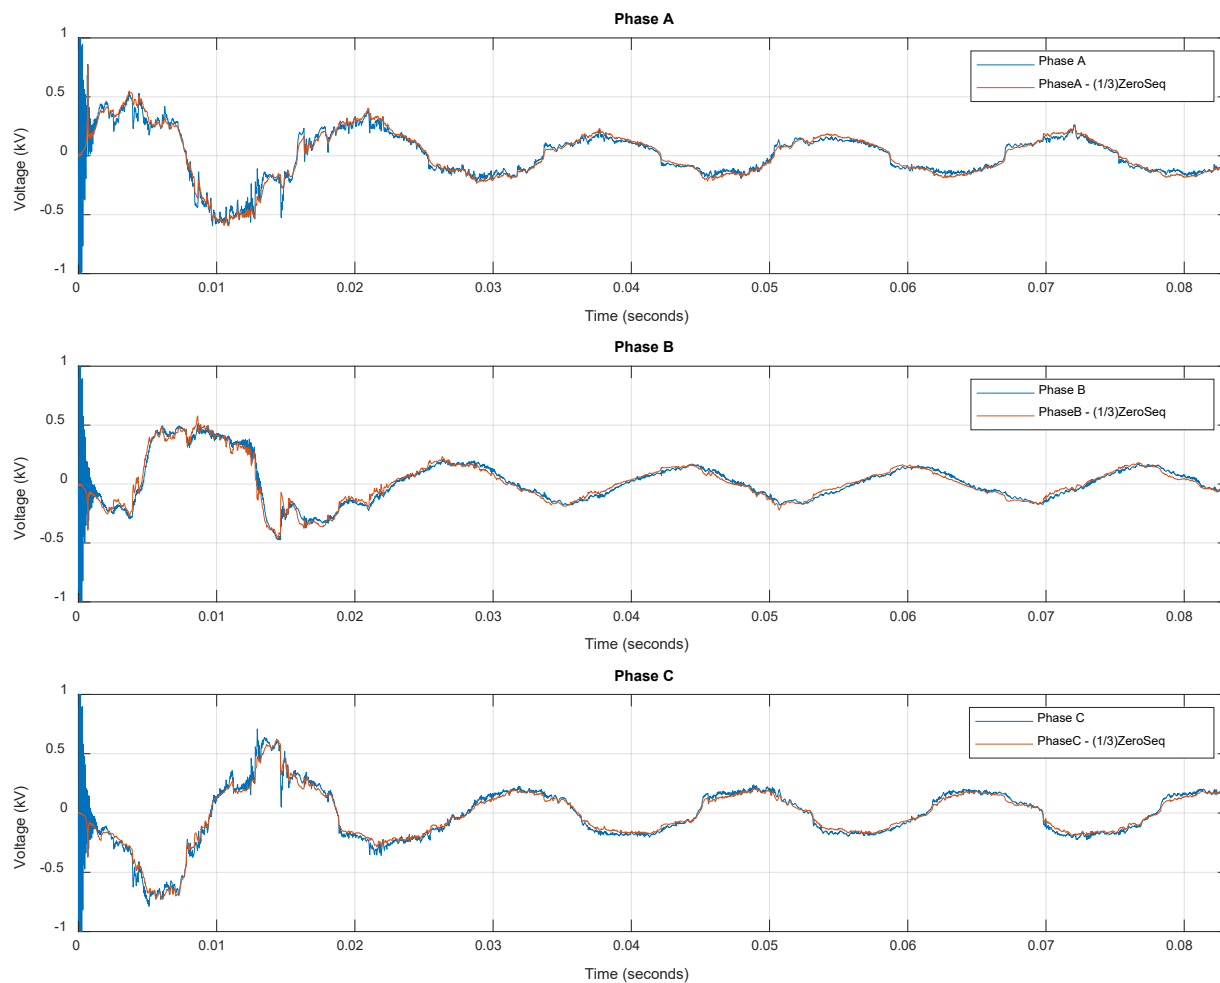 Phase A
1
0.5
0
-0.5
-1
Voltage (kV)
Phase A
PhaseA - (1/3)ZeroSeq
0 0.01 0.02 0.03 0.04 0.05 0.06 0.07 0.08
Time (seconds)
Phase B
1
0.5
0
-0.5
-1
Voltage (kV)
Phase B
PhaseB - (1/3)ZeroSeq
0 0.01 0.02 0.03 0.04 0.05 0.06 0.07 0.08
Time (seconds)
Phase C
1
0.5
0
-0.5
-1
Voltage (kV)
Phase C
PhaseC - (1/3)ZeroSeq
0 0.01 0.02 0.03 0.04 0.05 0.06 0.07 0.08
Time (seconds)